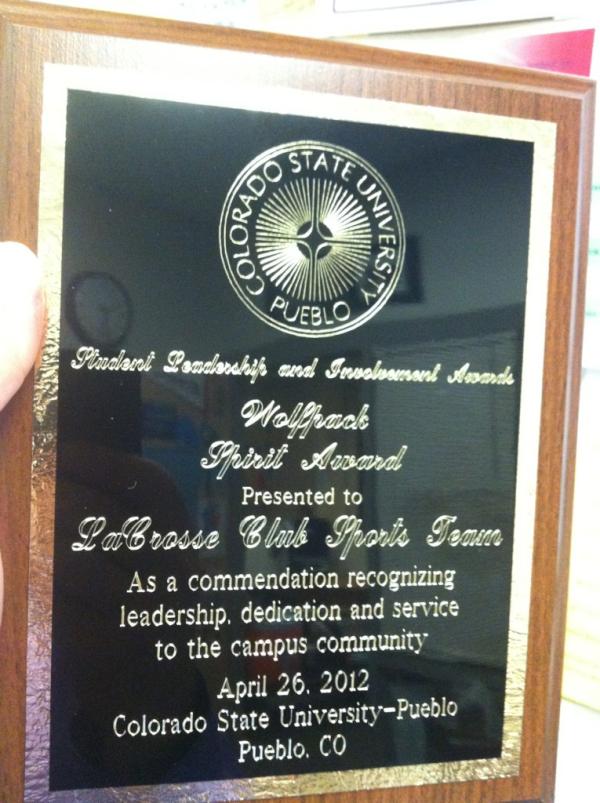 COLORADO STATE UNIVERSITY
PUEBLO
Student Leadership and Involvement Awards
Wolfpack
Spirit Award
Presented to
LaCrosse Club Sports Team
As a commendation recognizing
leadership, dedication and service
to the campus community
April 26, 2012
Colorado State University-Pueblo
Pueblo, CO